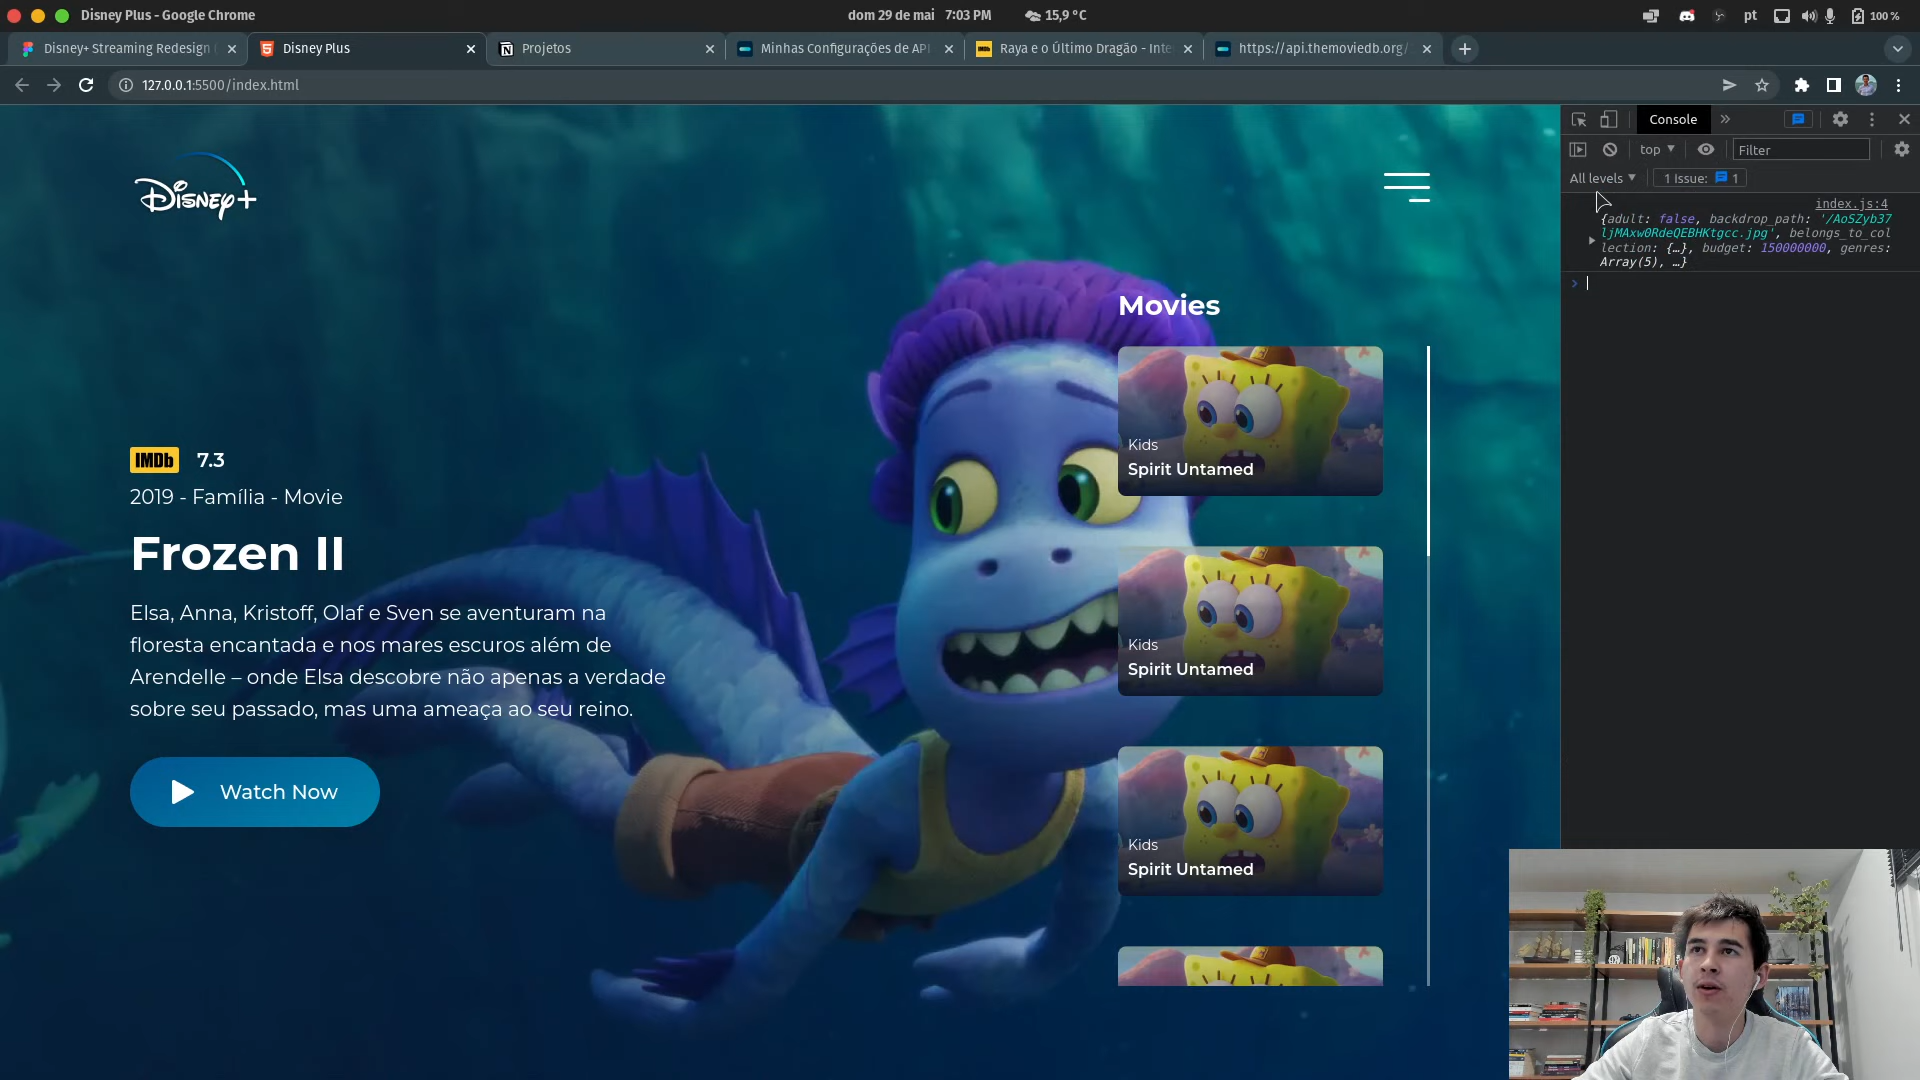 Disney Plus - Google Chrome
dom 29 de mai 7:03 PM
15,9 °C
pt
100 %
Disney+ Streaming Redesign (
Disney Plus
Projetos
Minhas Configurações de API
Raya e o Último Dragão - Inte
https://api.themoviedb.org/
127.0.0.1:5500/index.html
Disney+
Movies
Kids
Spirit Untamed
Kids
Spirit Untamed
Kids
Spirit Untamed
IMDb 7.3
2019 - Família - Movie
Frozen II
Elsa, Anna, Kristoff, Olaf e Sven se aventuram na
floresta encantada e nos mares escuros além de
Arendelle – onde Elsa descobre não apenas a verdade
sobre seu passado, mas uma ameaça ao seu reino.
Watch Now
Console
top
Filter
All levels
1 Issue: 1
index.js:4
{adult: false, backdrop_path: '/AoSZyb37
ljMAxw0RdeQEBHKtgcc.jpg', belongs_to_col
lection: {…}, budget: 150000000, genres:
Array(5), …}